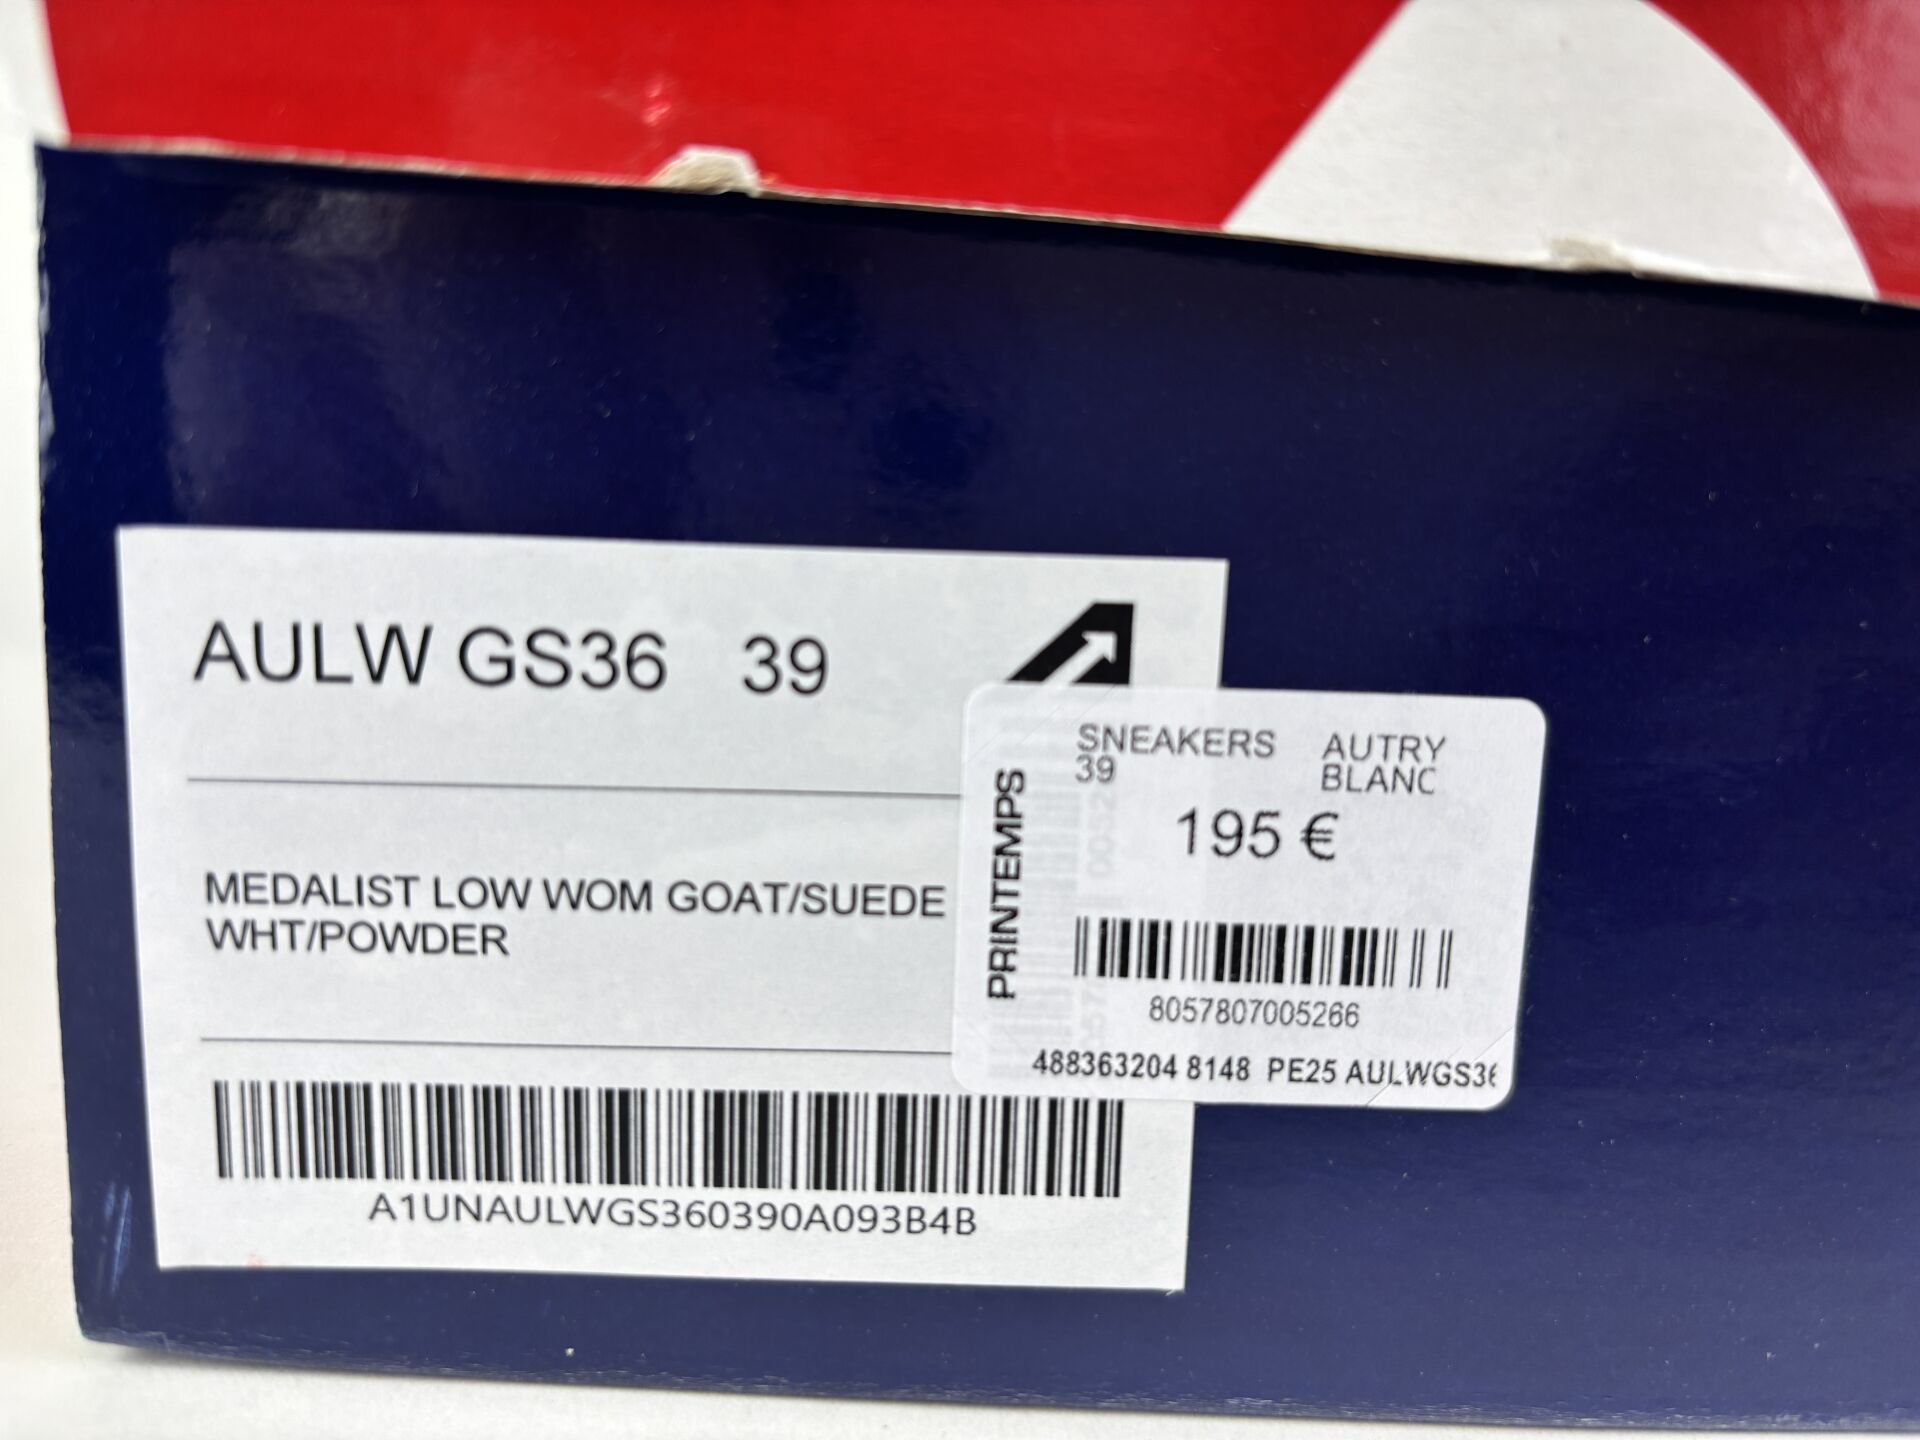 AULW GS36 39
MEDALIST LOW WOM GOAT/SUEDE
WHT/POWDER
A1UNAULWGS360390A093B4B
PRINTEMPS
SNEAKERS AUTRY
39 BLANC
195 €
8057807005266
488363204 8148 PE25 AULWGS36